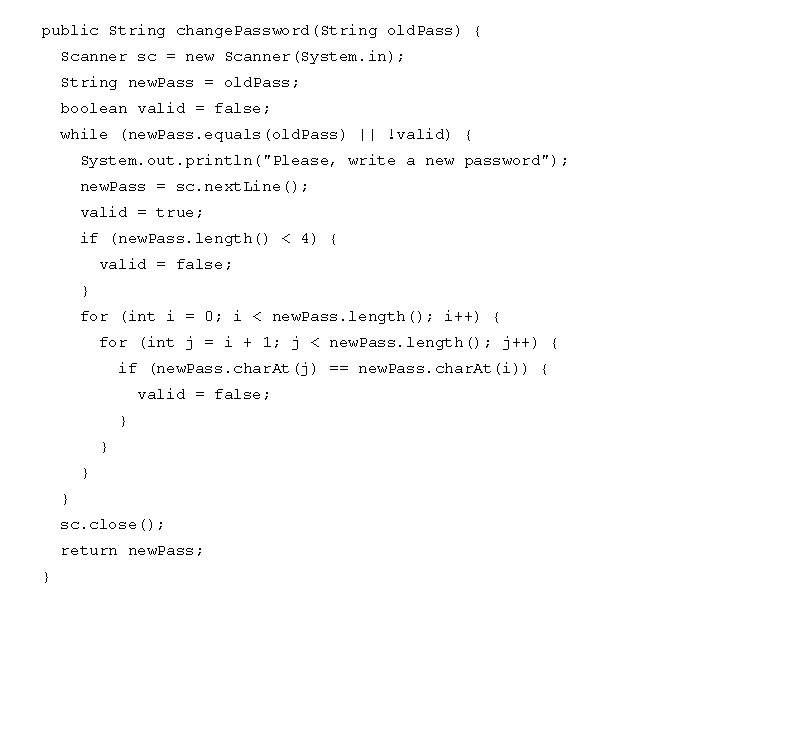 public String changePassword(String oldPass) {
  Scanner sc = new Scanner(System.in);
  String newPass = oldPass;
  boolean valid = false;
  while (newPass.equals(oldPass) || !valid) {
    System.out.println("Please, write a new password");
    newPass = sc.nextLine();
    valid = true;
    if (newPass.length() < 4) {
      valid = false;
    }
    for (int i = 0; i < newPass.length(); i++) {
      for (int j = i + 1; j < newPass.length(); j++) {
        if (newPass.charAt(j) == newPass.charAt(i)) {
          valid = false;
        }
      }
    }
  }
  sc.close();
  return newPass;
}